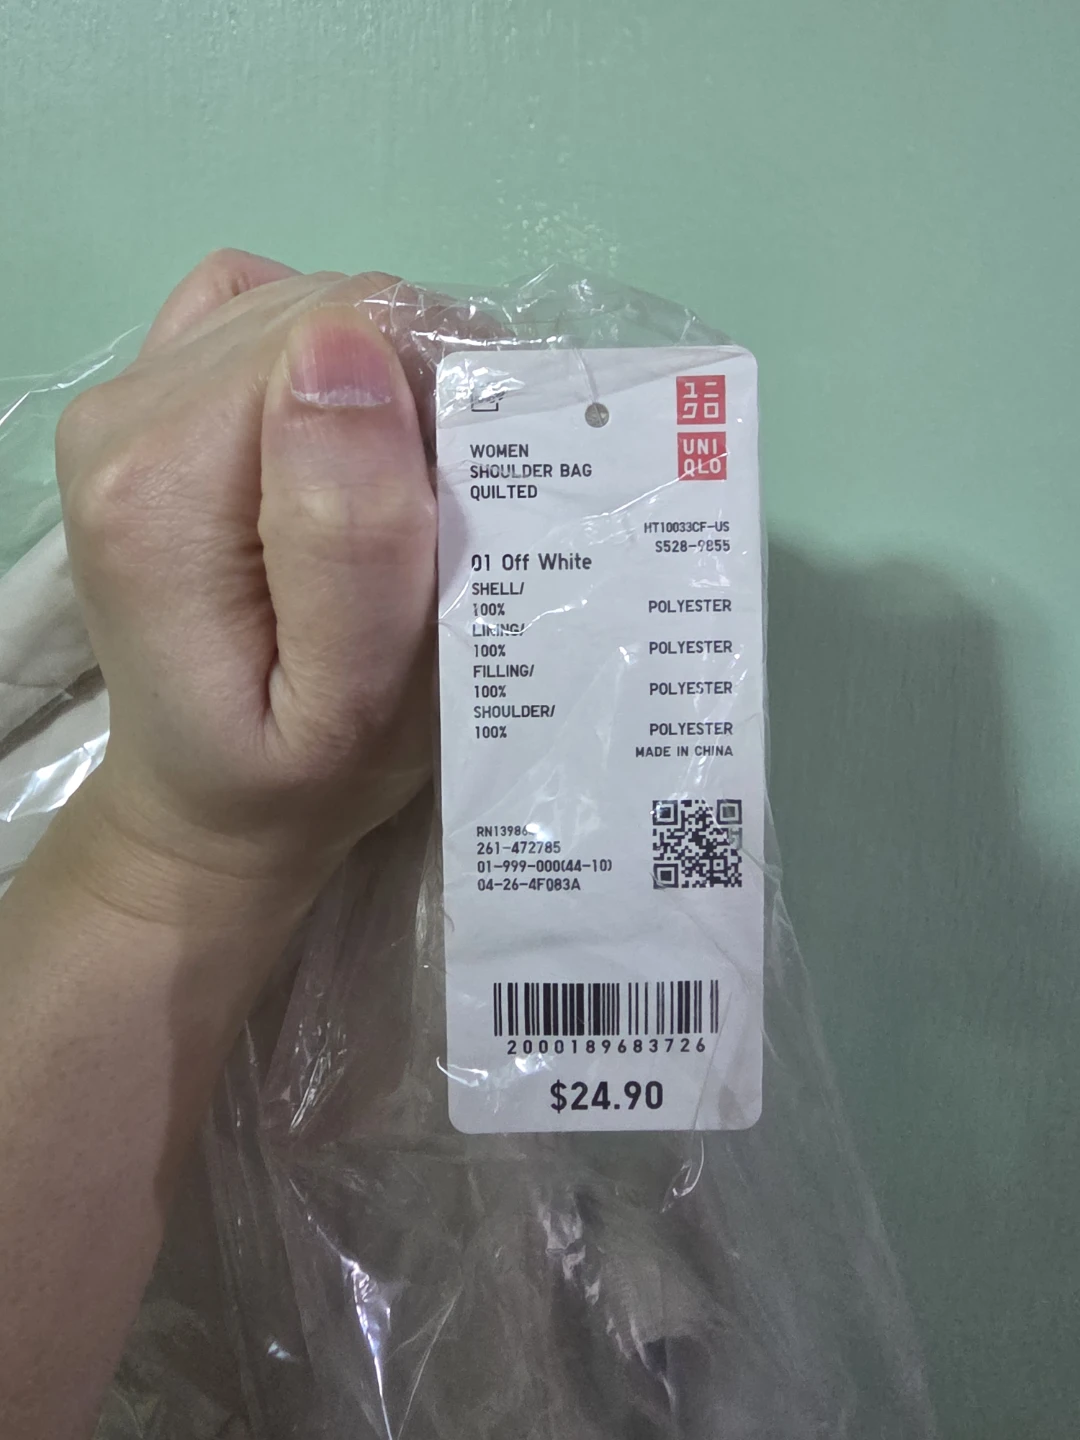 ユニ
クロ
UNI
QLO
WOMEN
SHOULDER BAG
QUILTED
HT10033CF-US
S528-9855
01 Off White
SHELL/
100% POLYESTER
LINING/
100% POLYESTER
FILLING/
100% POLYESTER
SHOULDER/
100% POLYESTER
MADE IN CHINA
261-472785
01-999-000(44-10)
04-26-4F083A
2000189683726
$24.90